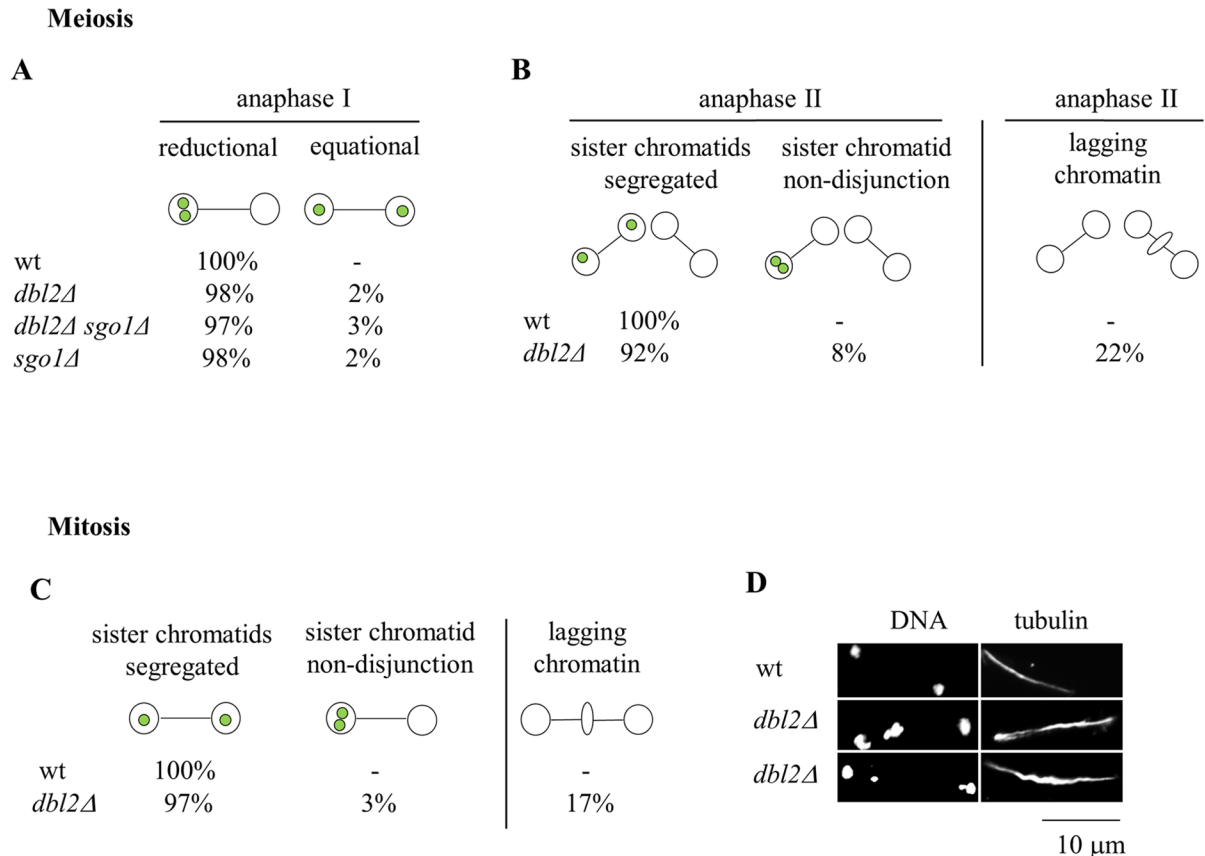 Meiosis
A
anaphase I
reductional equational
wt 100% -
dbl2Δ 98% 2%
dbl2Δ sgo1Δ 97% 3%
sgo1Δ 98% 2%
B
anaphase II anaphase II
sister chromatids sister chromatid lagging
segregated non-disjunction chromatin
wt 100% - -
dbl2Δ 92% 8% 22%
Mitosis
C
sister chromatids sister chromatid lagging
segregated non-disjunction chromatin
wt 100% - -
dbl2Δ 97% 3% 17%
D
DNA tubulin
wt
dbl2Δ
dbl2Δ
10 μm